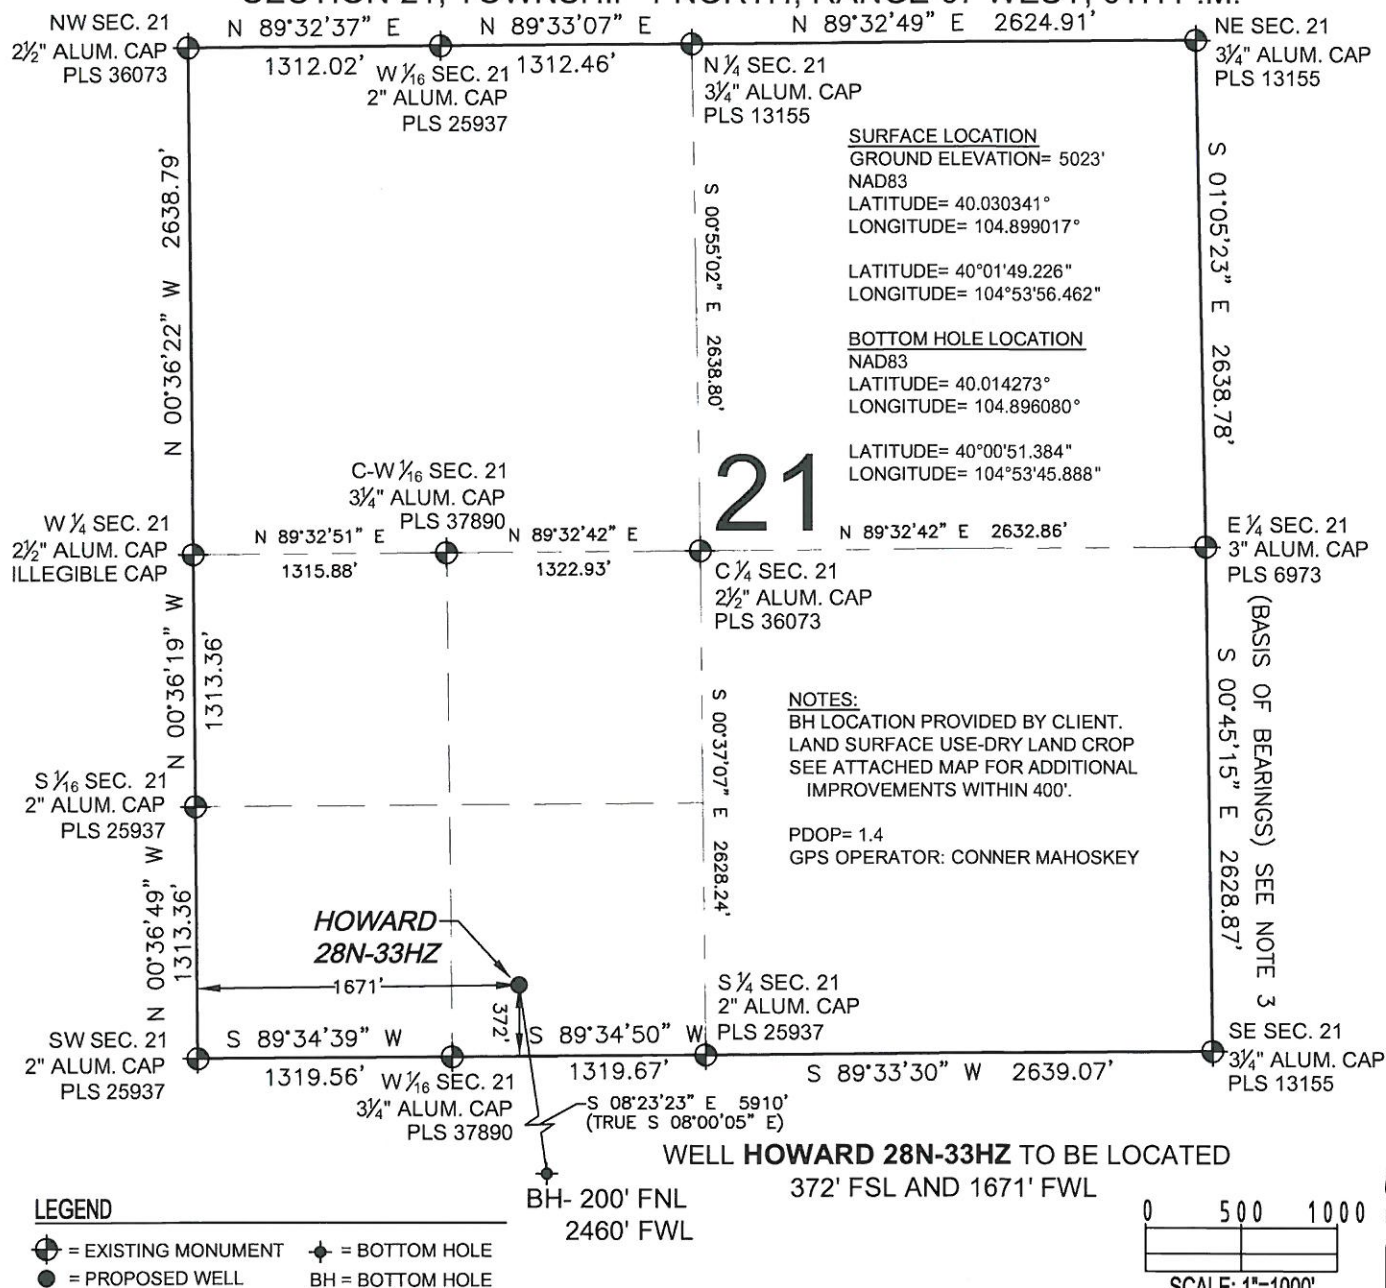 N 89°32'37" E
N 89°33'07" E
N 89°32'49" E 2624.91'
NW SEC. 21
2½" ALUM. CAP
PLS 36073
1312.02'
W 1/16 SEC. 21
2" ALUM. CAP
PLS 25937
1312.46'
N ¼ SEC. 21
3¼" ALUM. CAP
PLS 13155
NE SEC. 21
3¼" ALUM. CAP
PLS 13155
N 00°36'22" W 2638.79'
S 00°55'02" E 2638.80'
S 01°05'23" E 2638.78'
SURFACE LOCATION
GROUND ELEVATION= 5023'
NAD83
LATITUDE= 40.030341°
LONGITUDE= 104.899017°
LATITUDE= 40°01'49.226"
LONGITUDE= 104°53'56.462"
BOTTOM HOLE LOCATION
NAD83
LATITUDE= 40.014273°
LONGITUDE= 104.896080°
LATITUDE= 40°00'51.384"
LONGITUDE= 104°53'45.888"
21
C-W 1/16 SEC. 21
3¼" ALUM. CAP
PLS 37890
W ¼ SEC. 21
2½" ALUM. CAP
ILLEGIBLE CAP
N 89°32'51" E
1315.88'
N 89°32'42" E
1322.93'
N 89°32'42" E 2632.86'
C ¼ SEC. 21
2½" ALUM. CAP
PLS 36073
E ¼ SEC. 21
3" ALUM. CAP
PLS 6973
N 00°36'19" W
1313.36'
S 00°37'07" E 2628.24'
S 00°45'15" E 2628.87'
(BASIS OF BEARINGS) SEE NOTE 3
NOTES:
BH LOCATION PROVIDED BY CLIENT.
LAND SURFACE USE-DRY LAND CROP
SEE ATTACHED MAP FOR ADDITIONAL
IMPROVEMENTS WITHIN 400'.
PDOP= 1.4
GPS OPERATOR: CONNER MAHOSKEY
S 1/16 SEC. 21
2" ALUM. CAP
PLS 25937
N 00°36'49" W
1313.36'
HOWARD
28N-33HZ
1671'
372'
S ¼ SEC. 21
2" ALUM. CAP
PLS 25937
SW SEC. 21
2" ALUM. CAP
PLS 25937
S 89°34'39" W
1319.56'
S 89°34'50" W
1319.67'
W 1/16 SEC. 21
3¼" ALUM. CAP
PLS 37890
S 89°33'30" W 2639.07'
SE SEC. 21
3¼" ALUM. CAP
PLS 13155
S 08°23'23" E 5910'
(TRUE S 08°00'05" E)
WELL HOWARD 28N-33HZ TO BE LOCATED
372' FSL AND 1671' FWL
BH- 200' FNL
2460' FWL
LEGEND
= EXISTING MONUMENT
= BOTTOM HOLE
= PROPOSED WELL
BH = BOTTOM HOLE
0 500 1000
SCALE: 1"=1000'